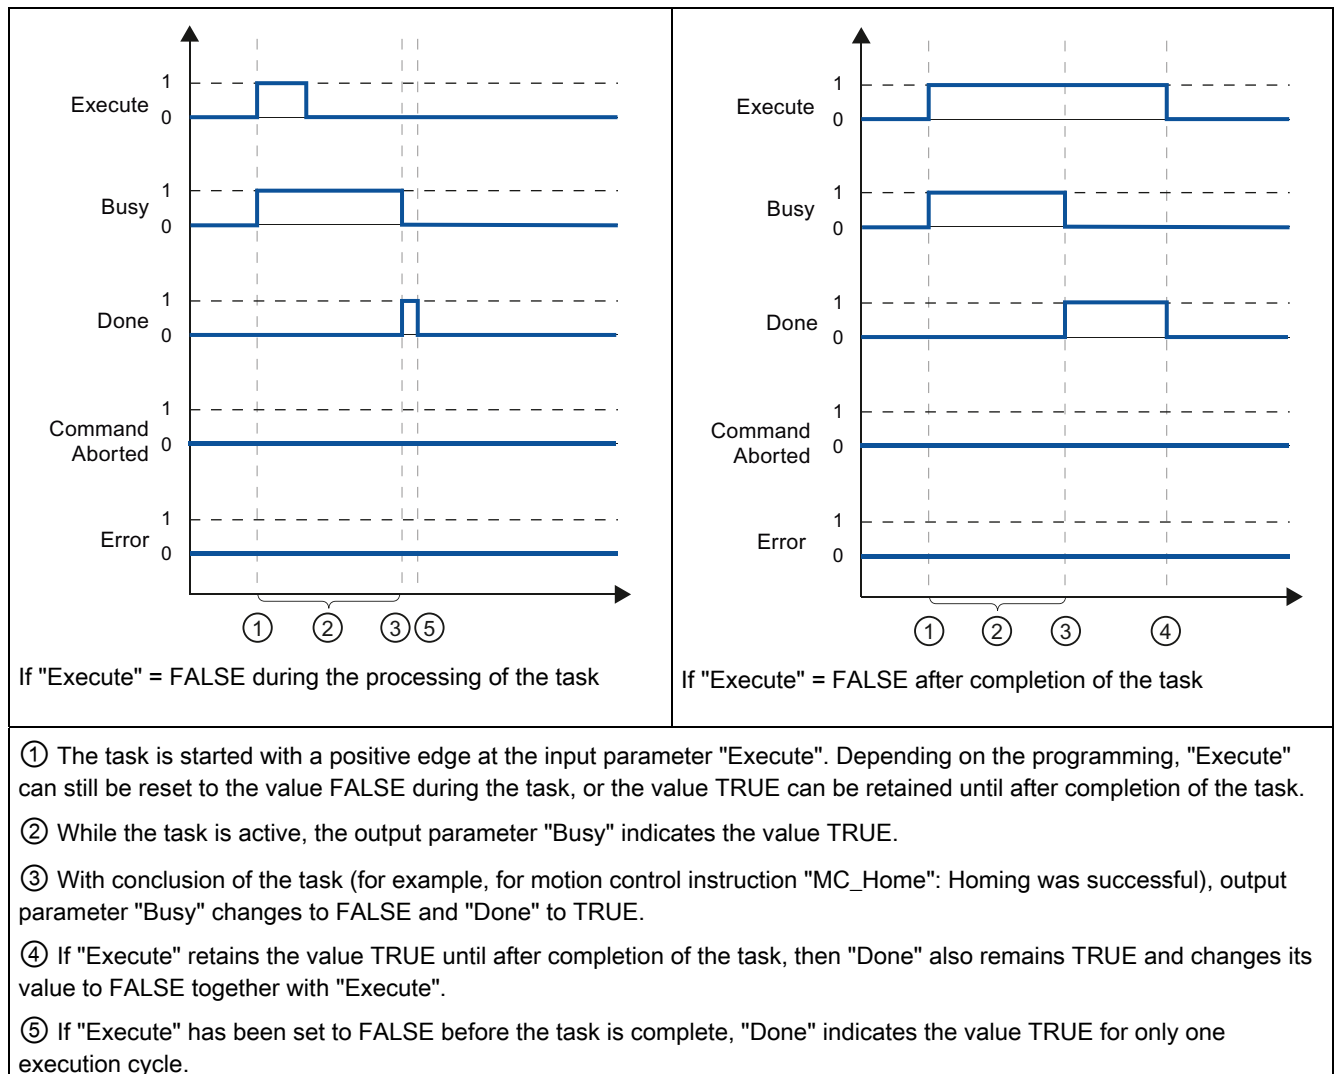 1
Execute
0
1
Busy
0
1
Done
0
1
Command
Aborted
0
1
Error
0
① ② ③ ⑤
If "Execute" = FALSE during the processing of the task
1
Execute
0
1
Busy
0
1
Done
0
1
Command
Aborted
0
1
Error
0
① ② ③ ④
If "Execute" = FALSE after completion of the task
① The task is started with a positive edge at the input parameter "Execute". Depending on the programming, "Execute"
can still be reset to the value FALSE during the task, or the value TRUE can be retained until after completion of the task.
② While the task is active, the output parameter "Busy" indicates the value TRUE.
③ With conclusion of the task (for example, for motion control instruction "MC_Home": Homing was successful), output
parameter "Busy" changes to FALSE and "Done" to TRUE.
④ If "Execute" retains the value TRUE until after completion of the task, then "Done" also remains TRUE and changes its
value to FALSE together with "Execute".
⑤ If "Execute" has been set to FALSE before the task is complete, "Done" indicates the value TRUE for only one
execution cycle.